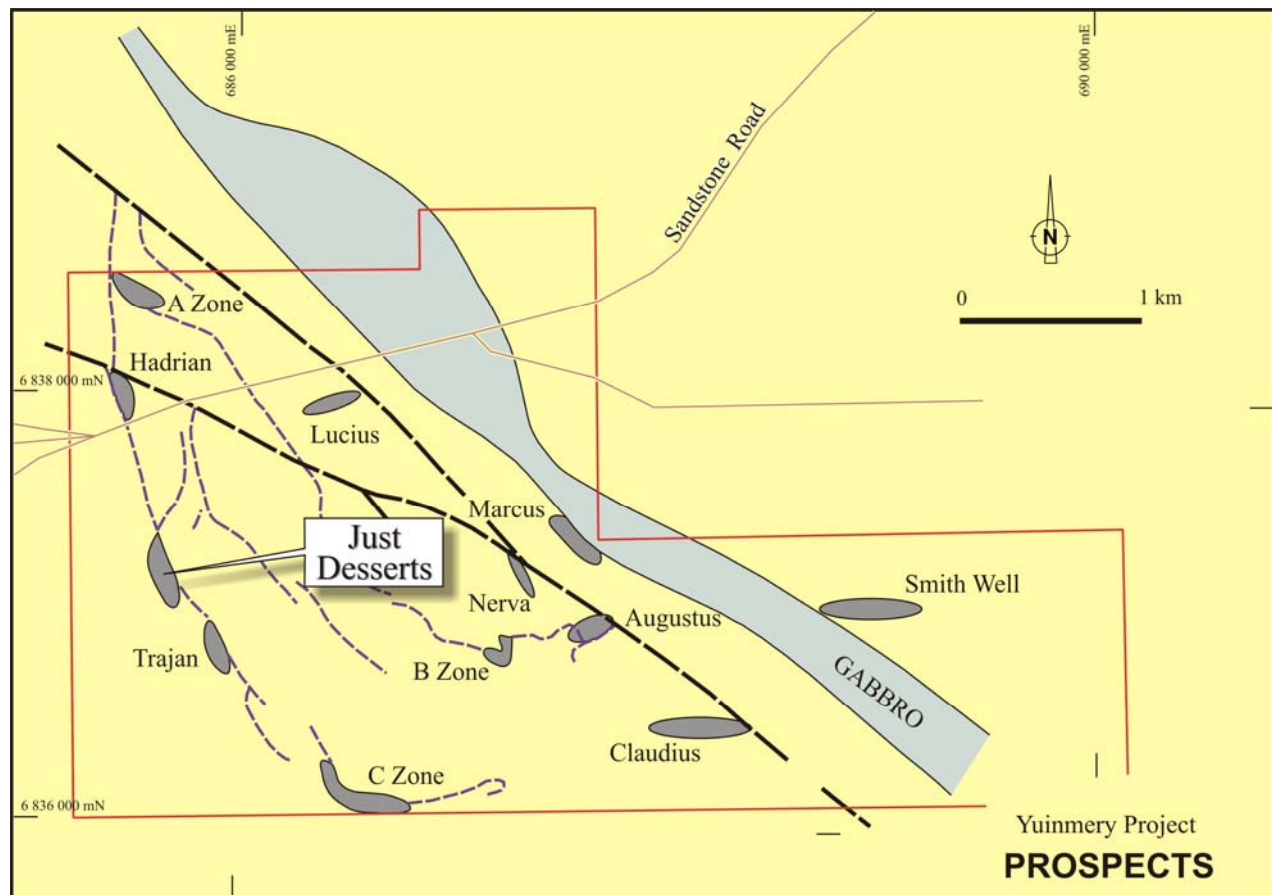 686 000 mE
690 000 mE
Sandstone Road
N
0
1 km
A Zone
Hadrian
6 838 000 mN
Lucius
Marcus
Just
Desserts
Smith Well
Nerva
Augustus
Trajan
B Zone
GABBRO
Claudius
C Zone
6 836 000 mN
Yuinmery Project
PROSPECTS